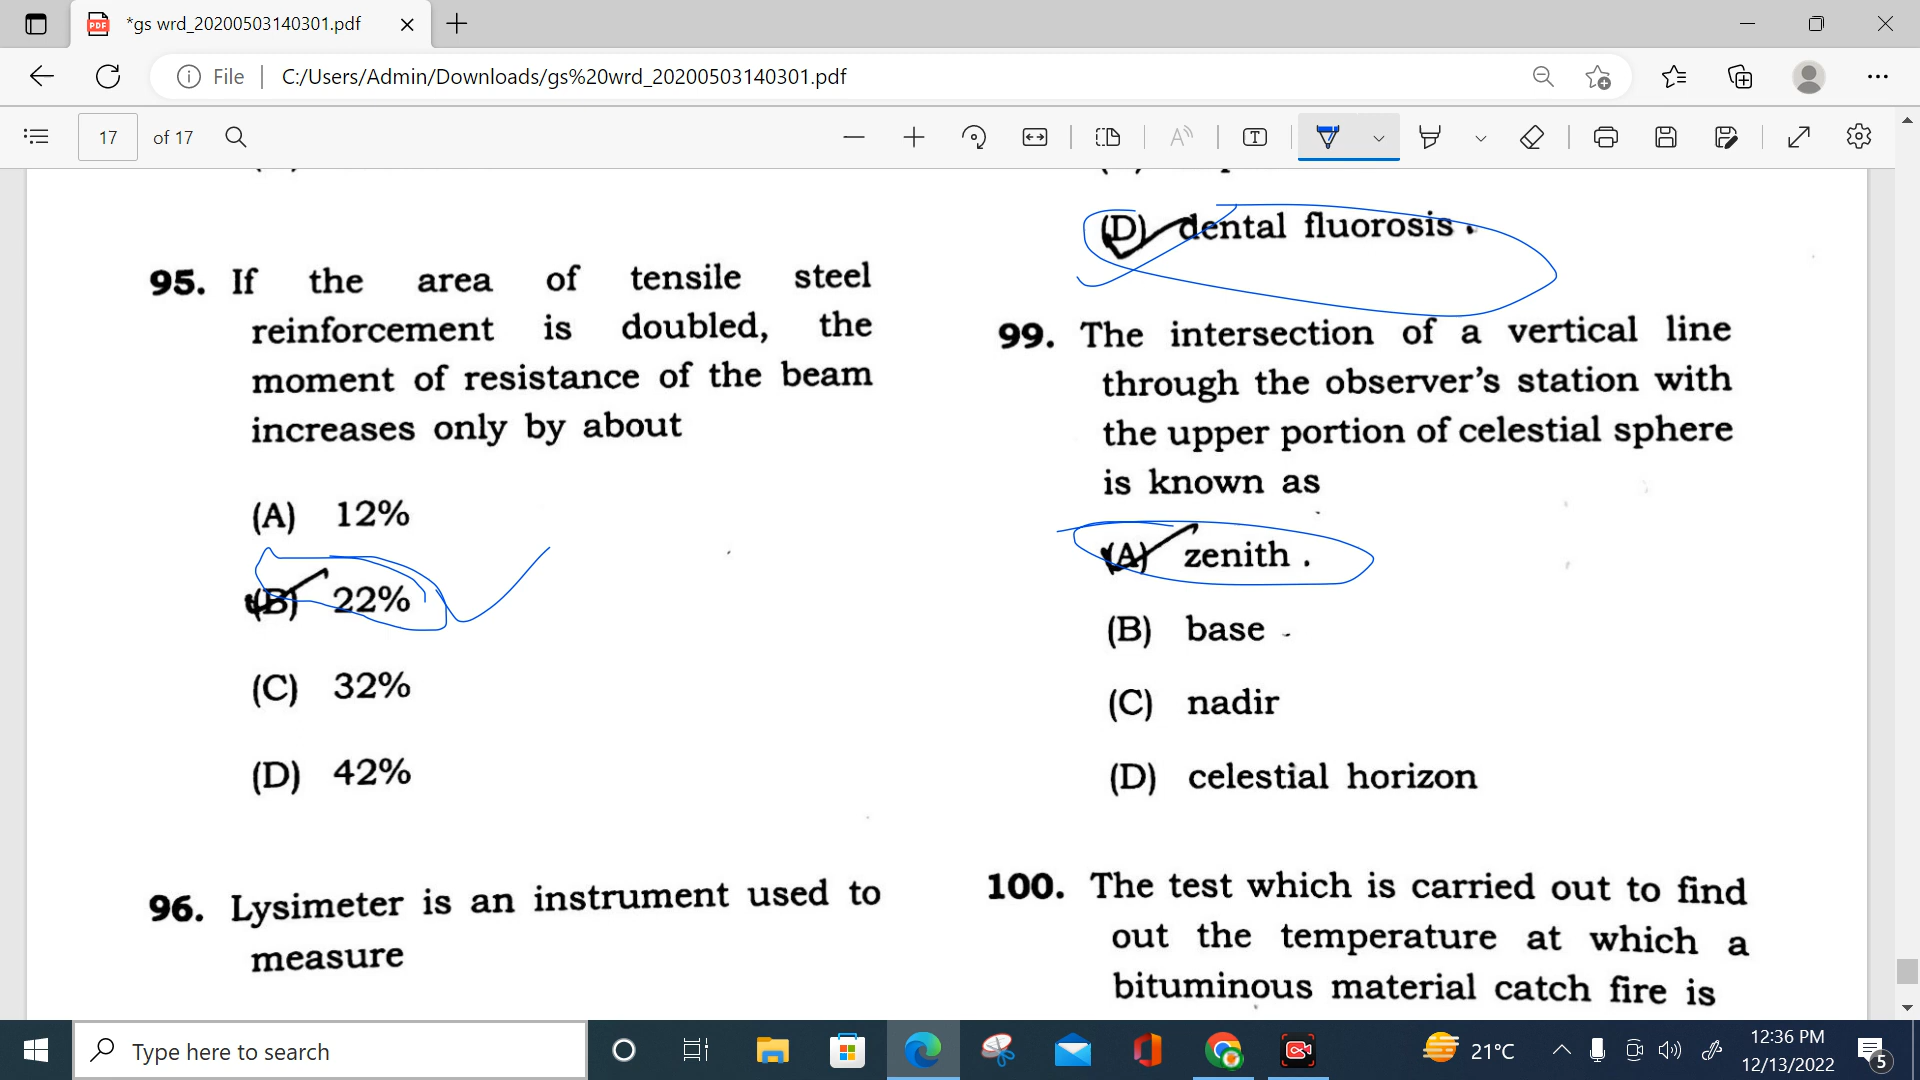 *gs wrd_20200503140301.pdf
File
C:/Users/Admin/Downloads/gs%20wrd_20200503140301.pdf
17 of 17
95. If the area of tensile steel
reinforcement is doubled, the
moment of resistance of the beam
increases only by about
(A) 12%
(B) 22%
(C) 32%
(D) 42%
96. Lysimeter is an instrument used to
measure
(D) dental fluorosis.
99. The intersection of a vertical line
through the observer's station with
the upper portion of celestial sphere
is known as
(A) zenith.
(B) base
(C) nadir
(D) celestial horizon
100. The test which is carried out to find
out the temperature at which a
bituminous material catch fire is
Type here to search
21°C
12:36 PM
12/13/2022
5